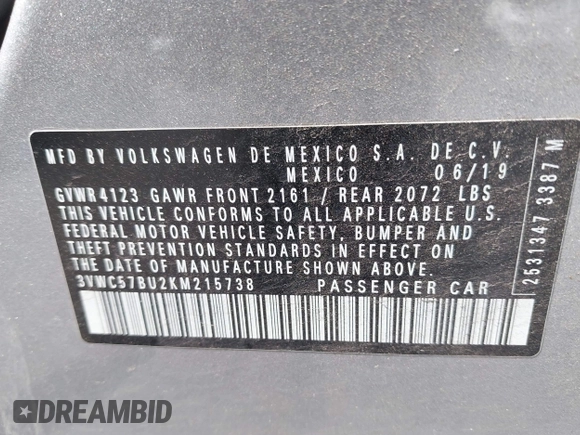 MFD BY VOLKSWAGEN DE MEXICO S.A. DE C.V.
MEXICO 06/19
GVWR4123 GAWR FRONT 2161 / REAR 2072 LBS
THIS VEHICLE CONFORMS TO ALL APPLICABLE U.S.
FEDERAL MOTOR VEHICLE SAFETY, BUMPER AND
THEFT PREVENTION STANDARDS IN EFFECT ON
THE DATE OF MANUFACTURE SHOWN ABOVE.
3VWC57BU2KM215738 PASSENGER CAR
2531347 3387 M
DREAMBID